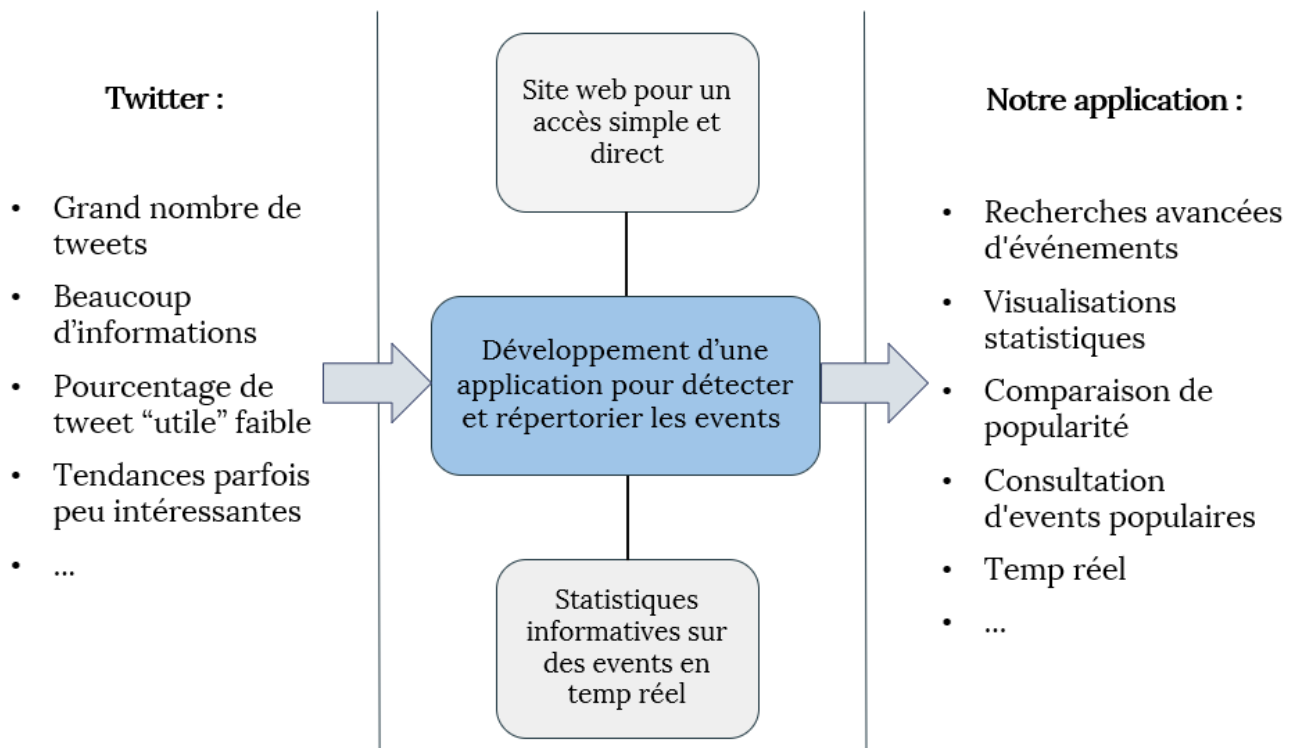 Twitter :
• Grand nombre de
tweets
• Beaucoup
d’informations
• Pourcentage de
tweet “utile” faible
• Tendances parfois
peu intéressantes
• ...
Site web pour un
accès simple et
direct
Développement d’une
application pour détecter
et répertorier les events
Statistiques
informatives sur
des events en
temp réel
Notre application :
• Recherches avancées
d'événements
• Visualisations
statistiques
• Comparaison de
popularité
• Consultation
d'events populaires
• Temp réel
• ...